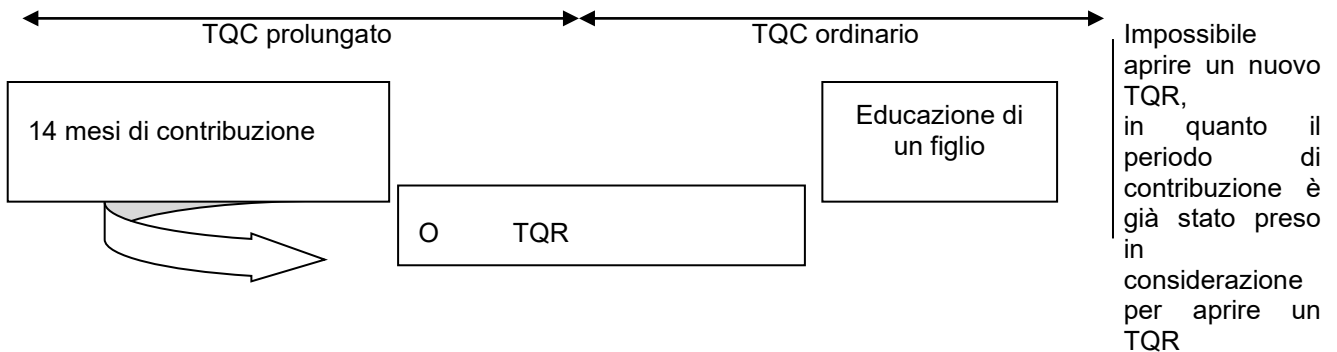 TQC prolungato
TQC ordinario
14 mesi di contribuzione
O TQR
Educazione di
un figlio
Impossibile
aprire un nuovo
TQR,
in quanto il
periodo di
contribuzione è
già stato preso
in
considerazione
per aprire un
TQR